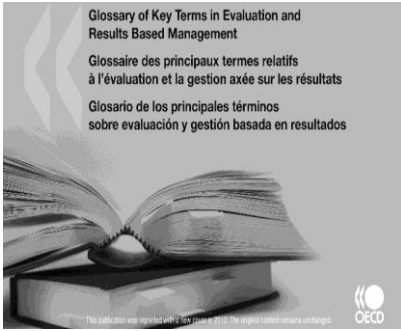 Glossary of Key Terms in Evaluation and
Results Based Management
Glossaire des principaux termes relatifs
à l'évaluation et la gestion axée sur les résultats
Glosario de los principales términos
sobre evaluación y gestión basada en resultados
This publication was reprinted with a new cover in 2010. The original content remains unchanged.
OECD